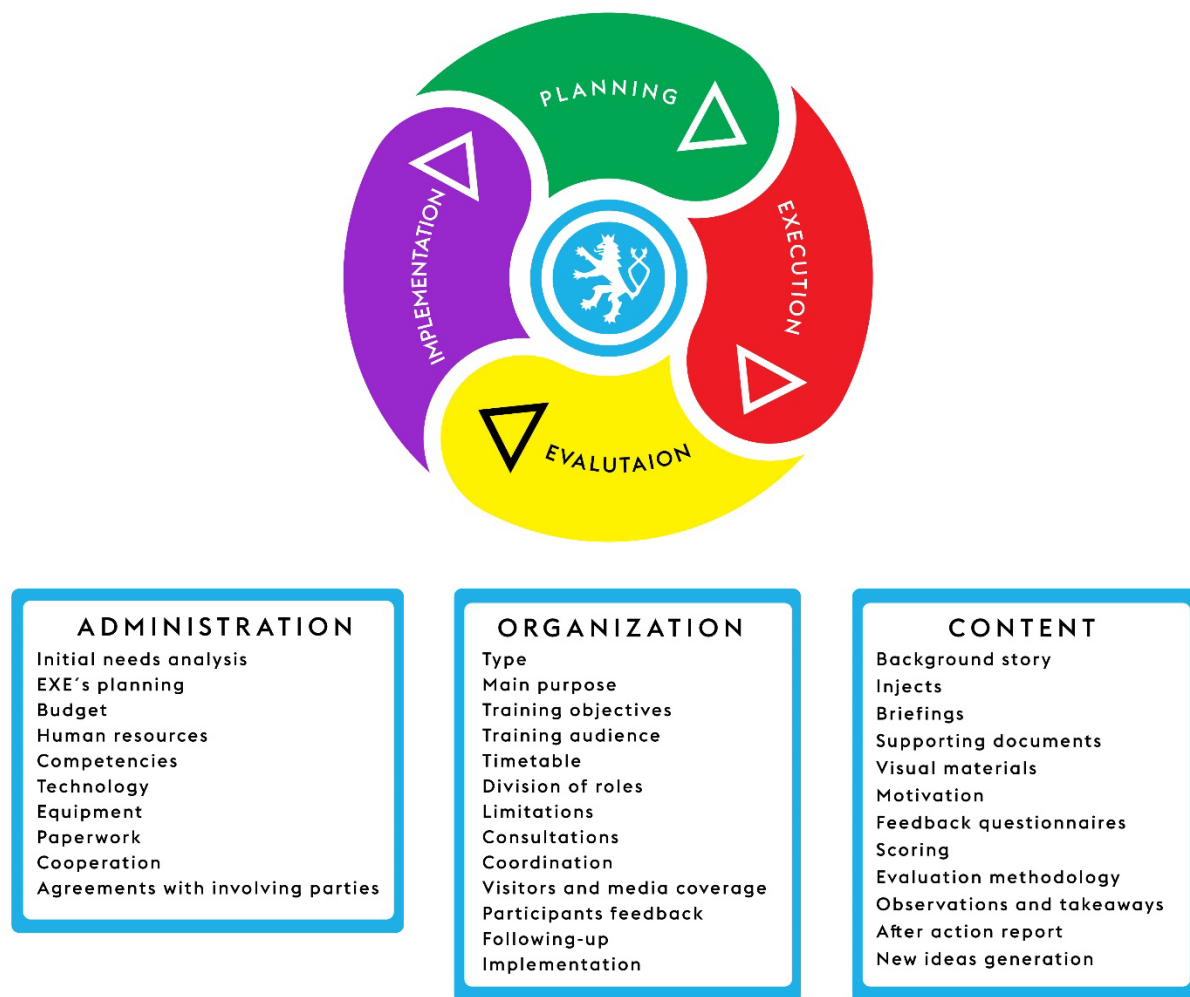 PLANNING
EXECUTION
IMPLEMENTATION
EVALUTAION
ADMINISTRATION
Initial needs analysis
EXE´s planning
Budget
Human resources
Competencies
Technology
Equipment
Paperwork
Cooperation
Agreements with involving parties
ORGANIZATION
Type
Main purpose
Training objectives
Training audience
Timetable
Division of roles
Limitations
Consultations
Coordination
Visitors and media coverage
Participants feedback
Following-up
Implementation
CONTENT
Background story
Injects
Briefings
Supporting documents
Visual materials
Motivation
Feedback questionnaires
Scoring
Evaluation methodology
Observations and takeaways
After action report
New ideas generation